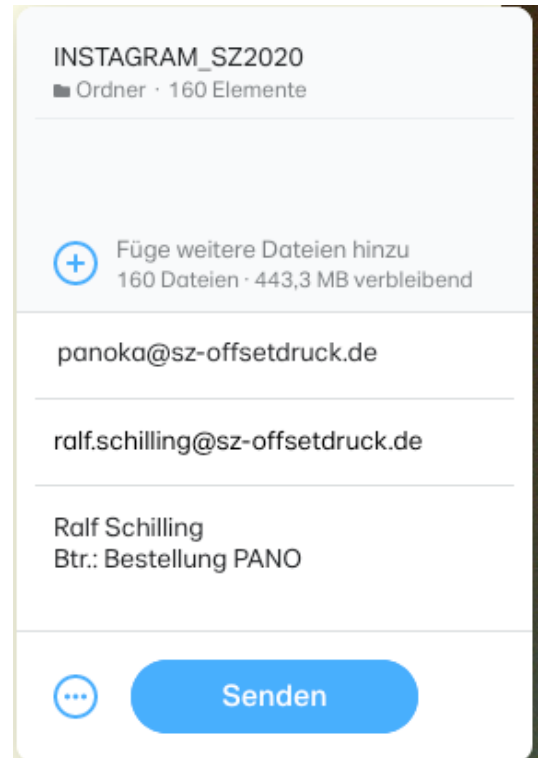 INSTAGRAM_SZ2020
Ordner · 160 Elemente
Füge weitere Dateien hinzu
160 Dateien · 443,3 MB verbleibend
panoka@sz-offsetdruck.de
ralf.schilling@sz-offsetdruck.de
Ralf Schilling
Btr.: Bestellung PANO
Senden